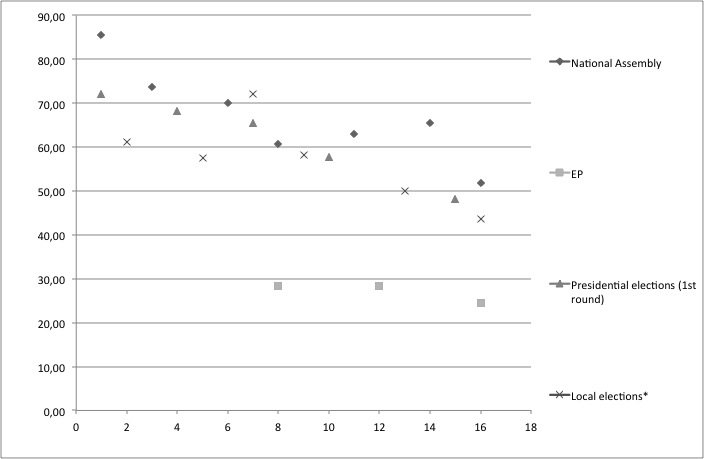 90,00
80,00
70,00
60,00
50,00
40,00
30,00
20,00
10,00
0,00
0 2 4 6 8 10 12 14 16 18
National Assembly
EP
Presidential elections (1st
round)
Local elections*